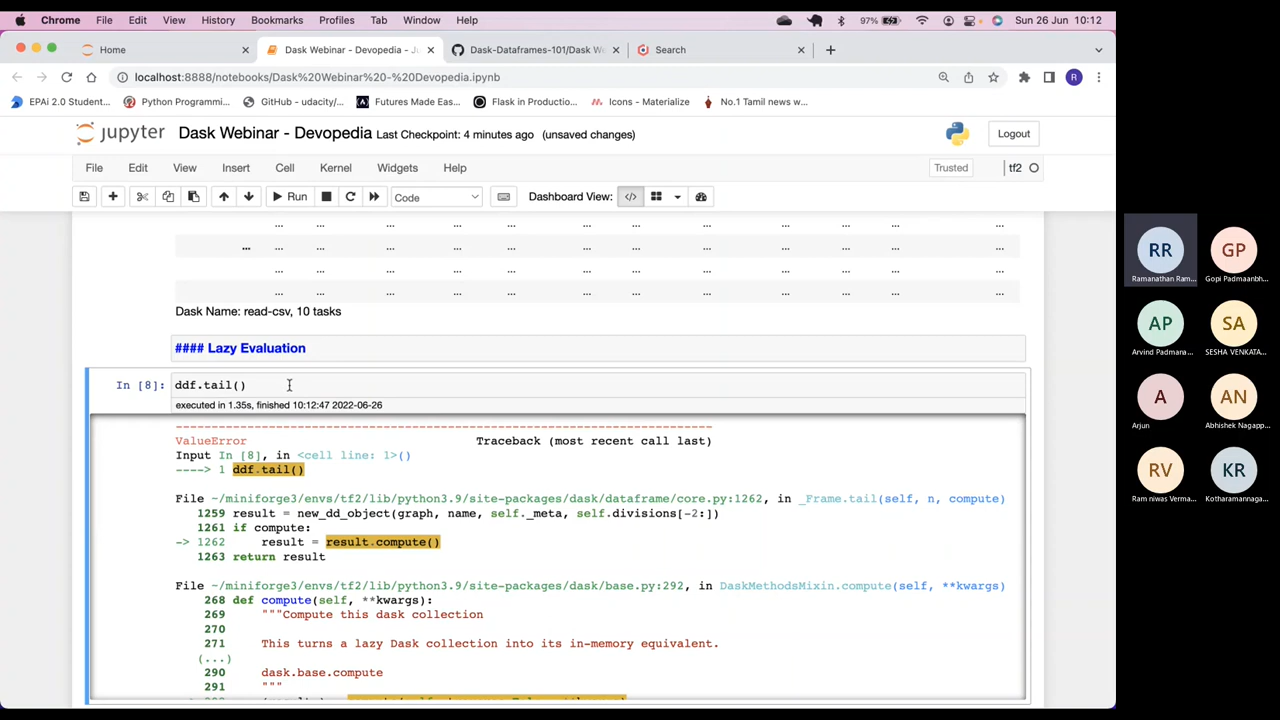 Chrome File Edit View History Bookmarks Profiles Tab Window Help 97% Sun 26 Jun 10:12
Home Dask Webinar - Devopedia - J Dask-Dataframes-101/Dask W Search
localhost:8888/notebooks/Dask%20Webinar%20-%20Devopedia.ipynb R
EPAi 2.0 Student... Python Programmi... GitHub - udacity/... Futures Made Eas... Flask in Productio... Icons - Materialize No.1 Tamil news w...
jupyter Dask Webinar - Devopedia Last Checkpoint: 4 minutes ago (unsaved changes) Logout
File Edit View Insert Cell Kernel Widgets Help Trusted tf2
Run Code Dashboard View:
... ... ... ... ... ... ... ... ... ... ...
... ... ... ... ... ... ... ... ... ... ... ...
... ... ... ... ... ... ... ... ... ... ...
... ... ... ... ... ... ... ... ... ... ...
Dask Name: read-csv, 10 tasks
#### Lazy Evaluation
In [8]: ddf.tail()
executed in 1.35s, finished 10:12:47 2022-06-26
---------------------------------------------------------------------------
ValueError Traceback (most recent call last)
Input In [8], in <cell line: 1>()
----> 1 ddf.tail()
File ~/miniforge3/envs/tf2/lib/python3.9/site-packages/dask/dataframe/core.py:1262, in _Frame.tail(self, n, compute)
1259 result = new_dd_object(graph, name, self._meta, self.divisions[-2:])
1261 if compute:
-> 1262 result = result.compute()
1263 return result
File ~/miniforge3/envs/tf2/lib/python3.9/site-packages/dask/base.py:292, in DaskMethodsMixin.compute(self, **kwargs)
268 def compute(self, **kwargs):
269 """Compute this dask collection
270
271 This turns a lazy Dask collection into its in-memory equivalent.
(...)
290 dask.base.compute
291 """
RR GP
Ramanathan Ram... Gopi Padmaanbh...
AP SA
Arvind Padmana... SESHA VENKATA...
A AN
Arjun Abhishek Nagapp...
RV KR
Ram niwas Verma... Kotharamannaga...